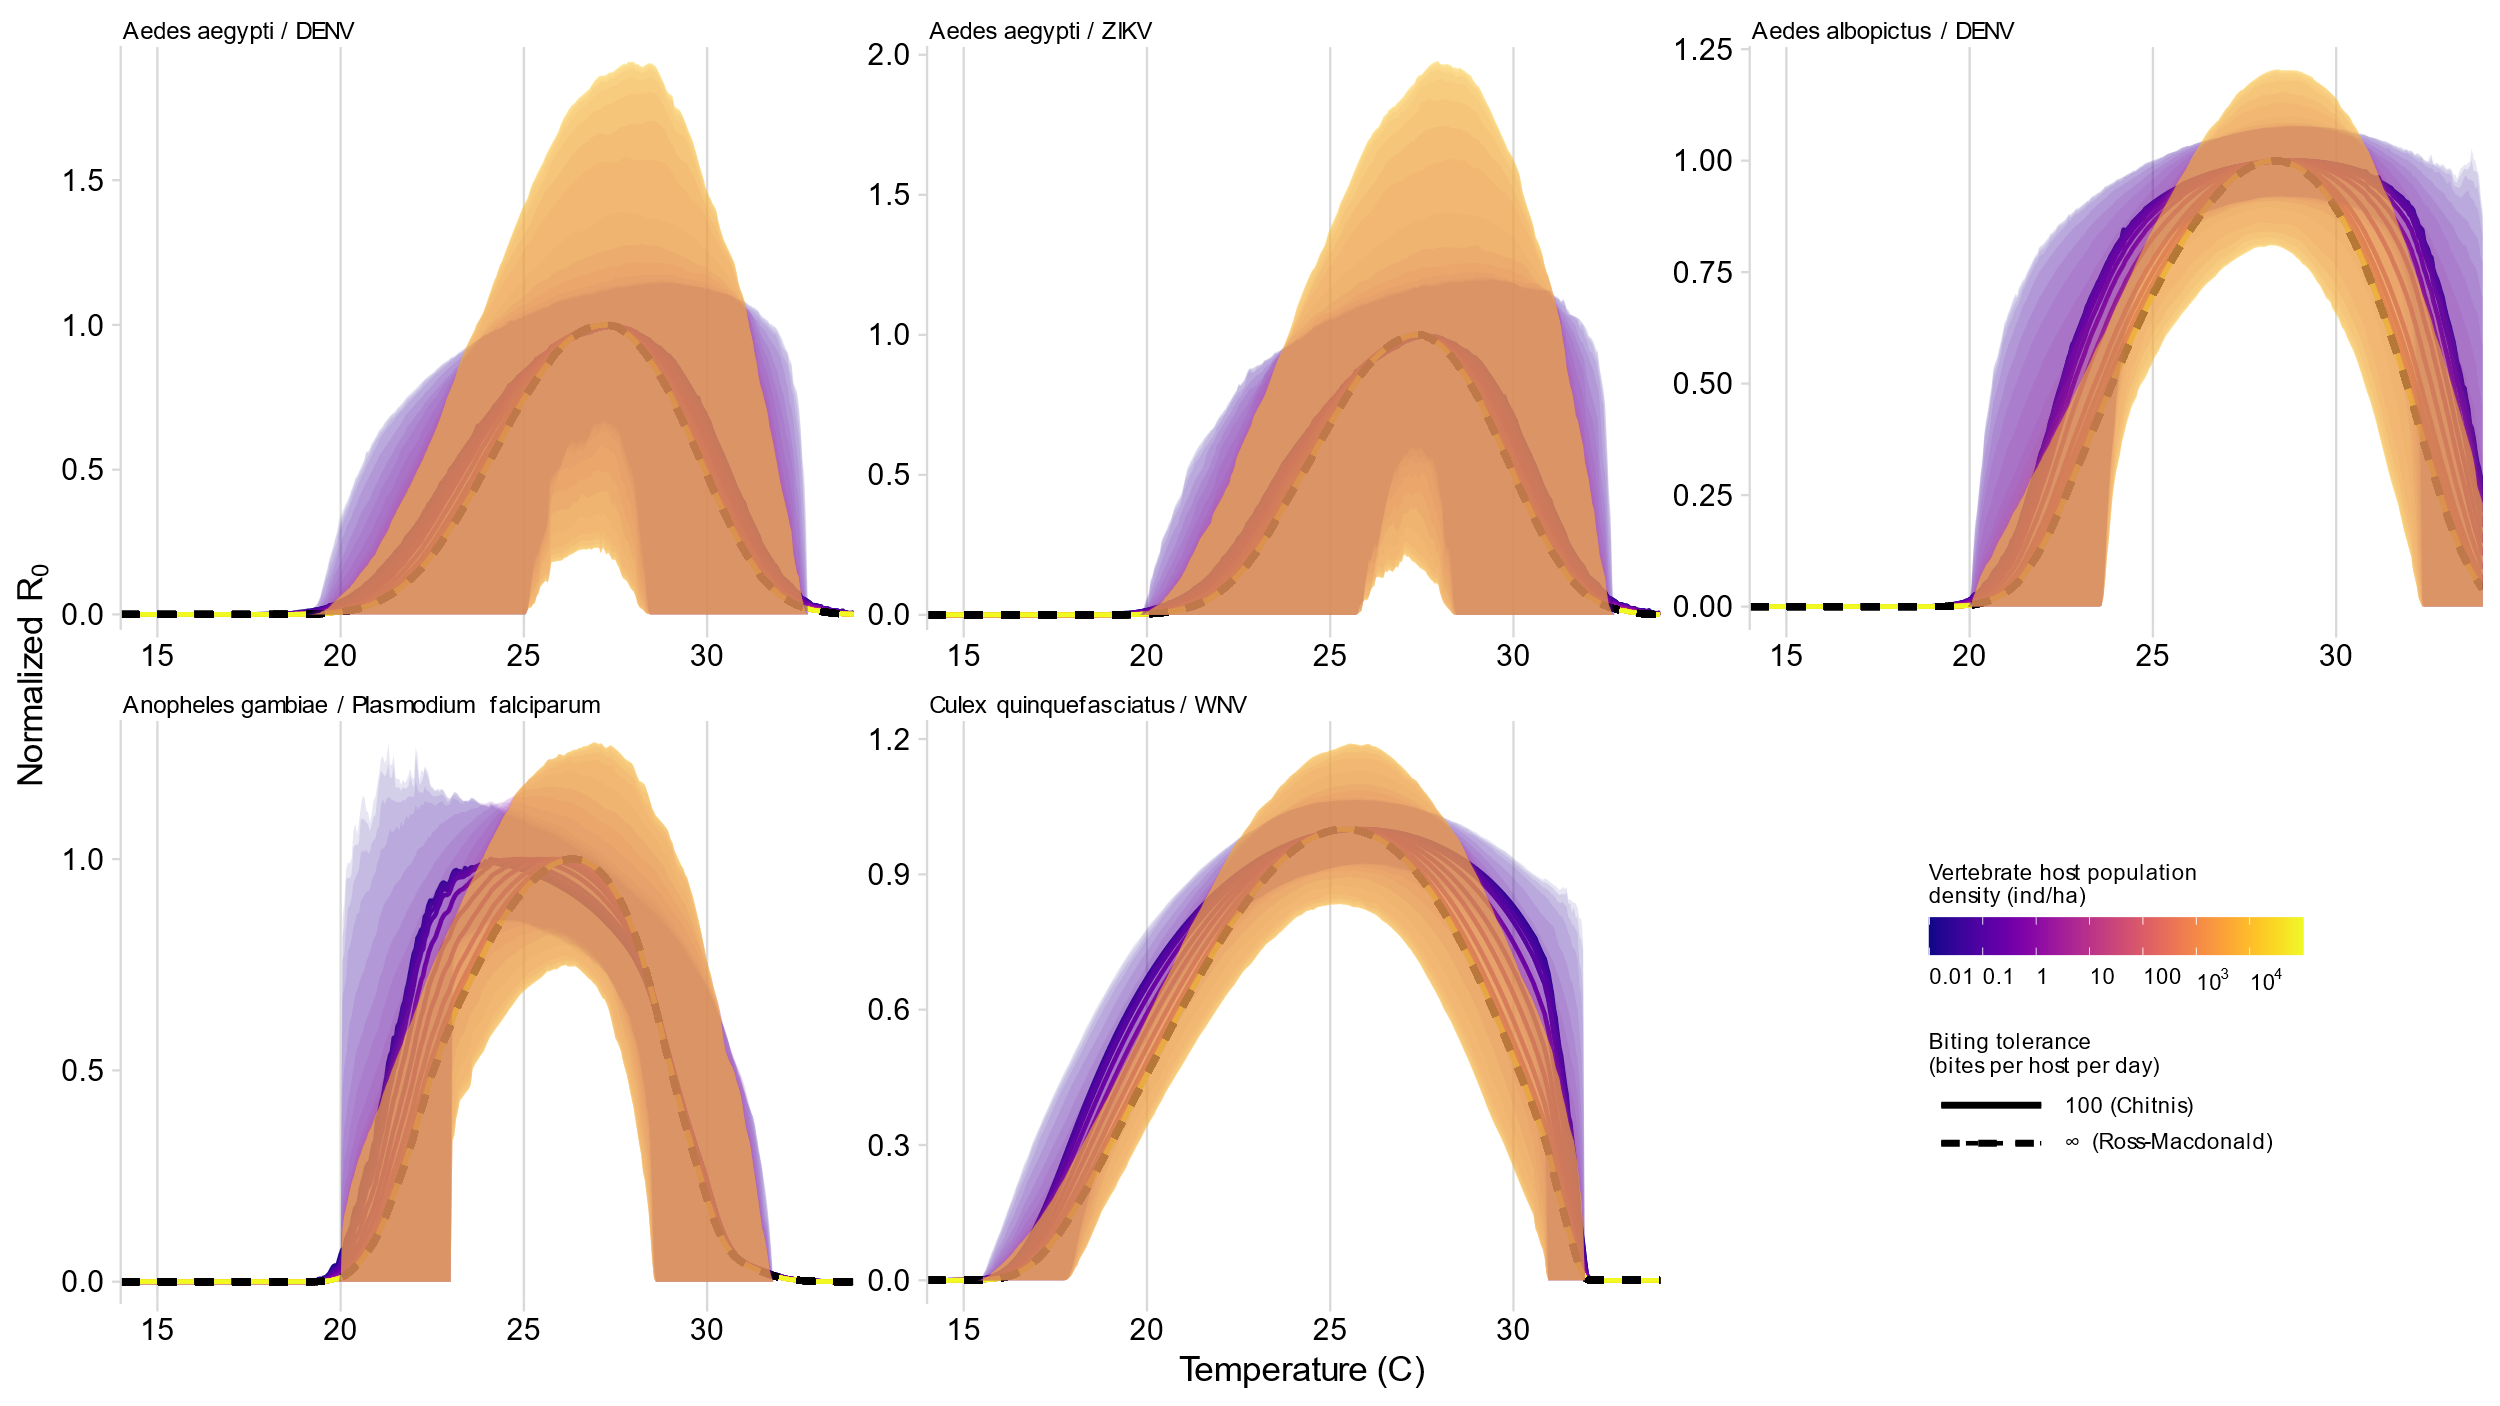 Aedes aegypti / DENV
Aedes aegypti / ZIKV
Aedes albopictus / DENV
Normalized R0
1.5
1.0
0.5
0.0
15 20 25 30
2.0
1.5
1.0
0.5
0.0
15 20 25 30
1.25
1.00
0.75
0.50
0.25
0.00
15 20 25 30
Anopheles gambiae / Plasmodium falciparum
Culex quinquefasciatus / WNV
1.0
0.5
0.0
15 20 25 30
1.2
0.9
0.6
0.3
0.0
15 20 25 30
Temperature (C)
Vertebrate host population
density (ind/ha)
0.01 0.1 1 10 100 10³ 10⁴
Biting tolerance
(bites per host per day)
100 (Chitnis)
∞ (Ross-Macdonald)